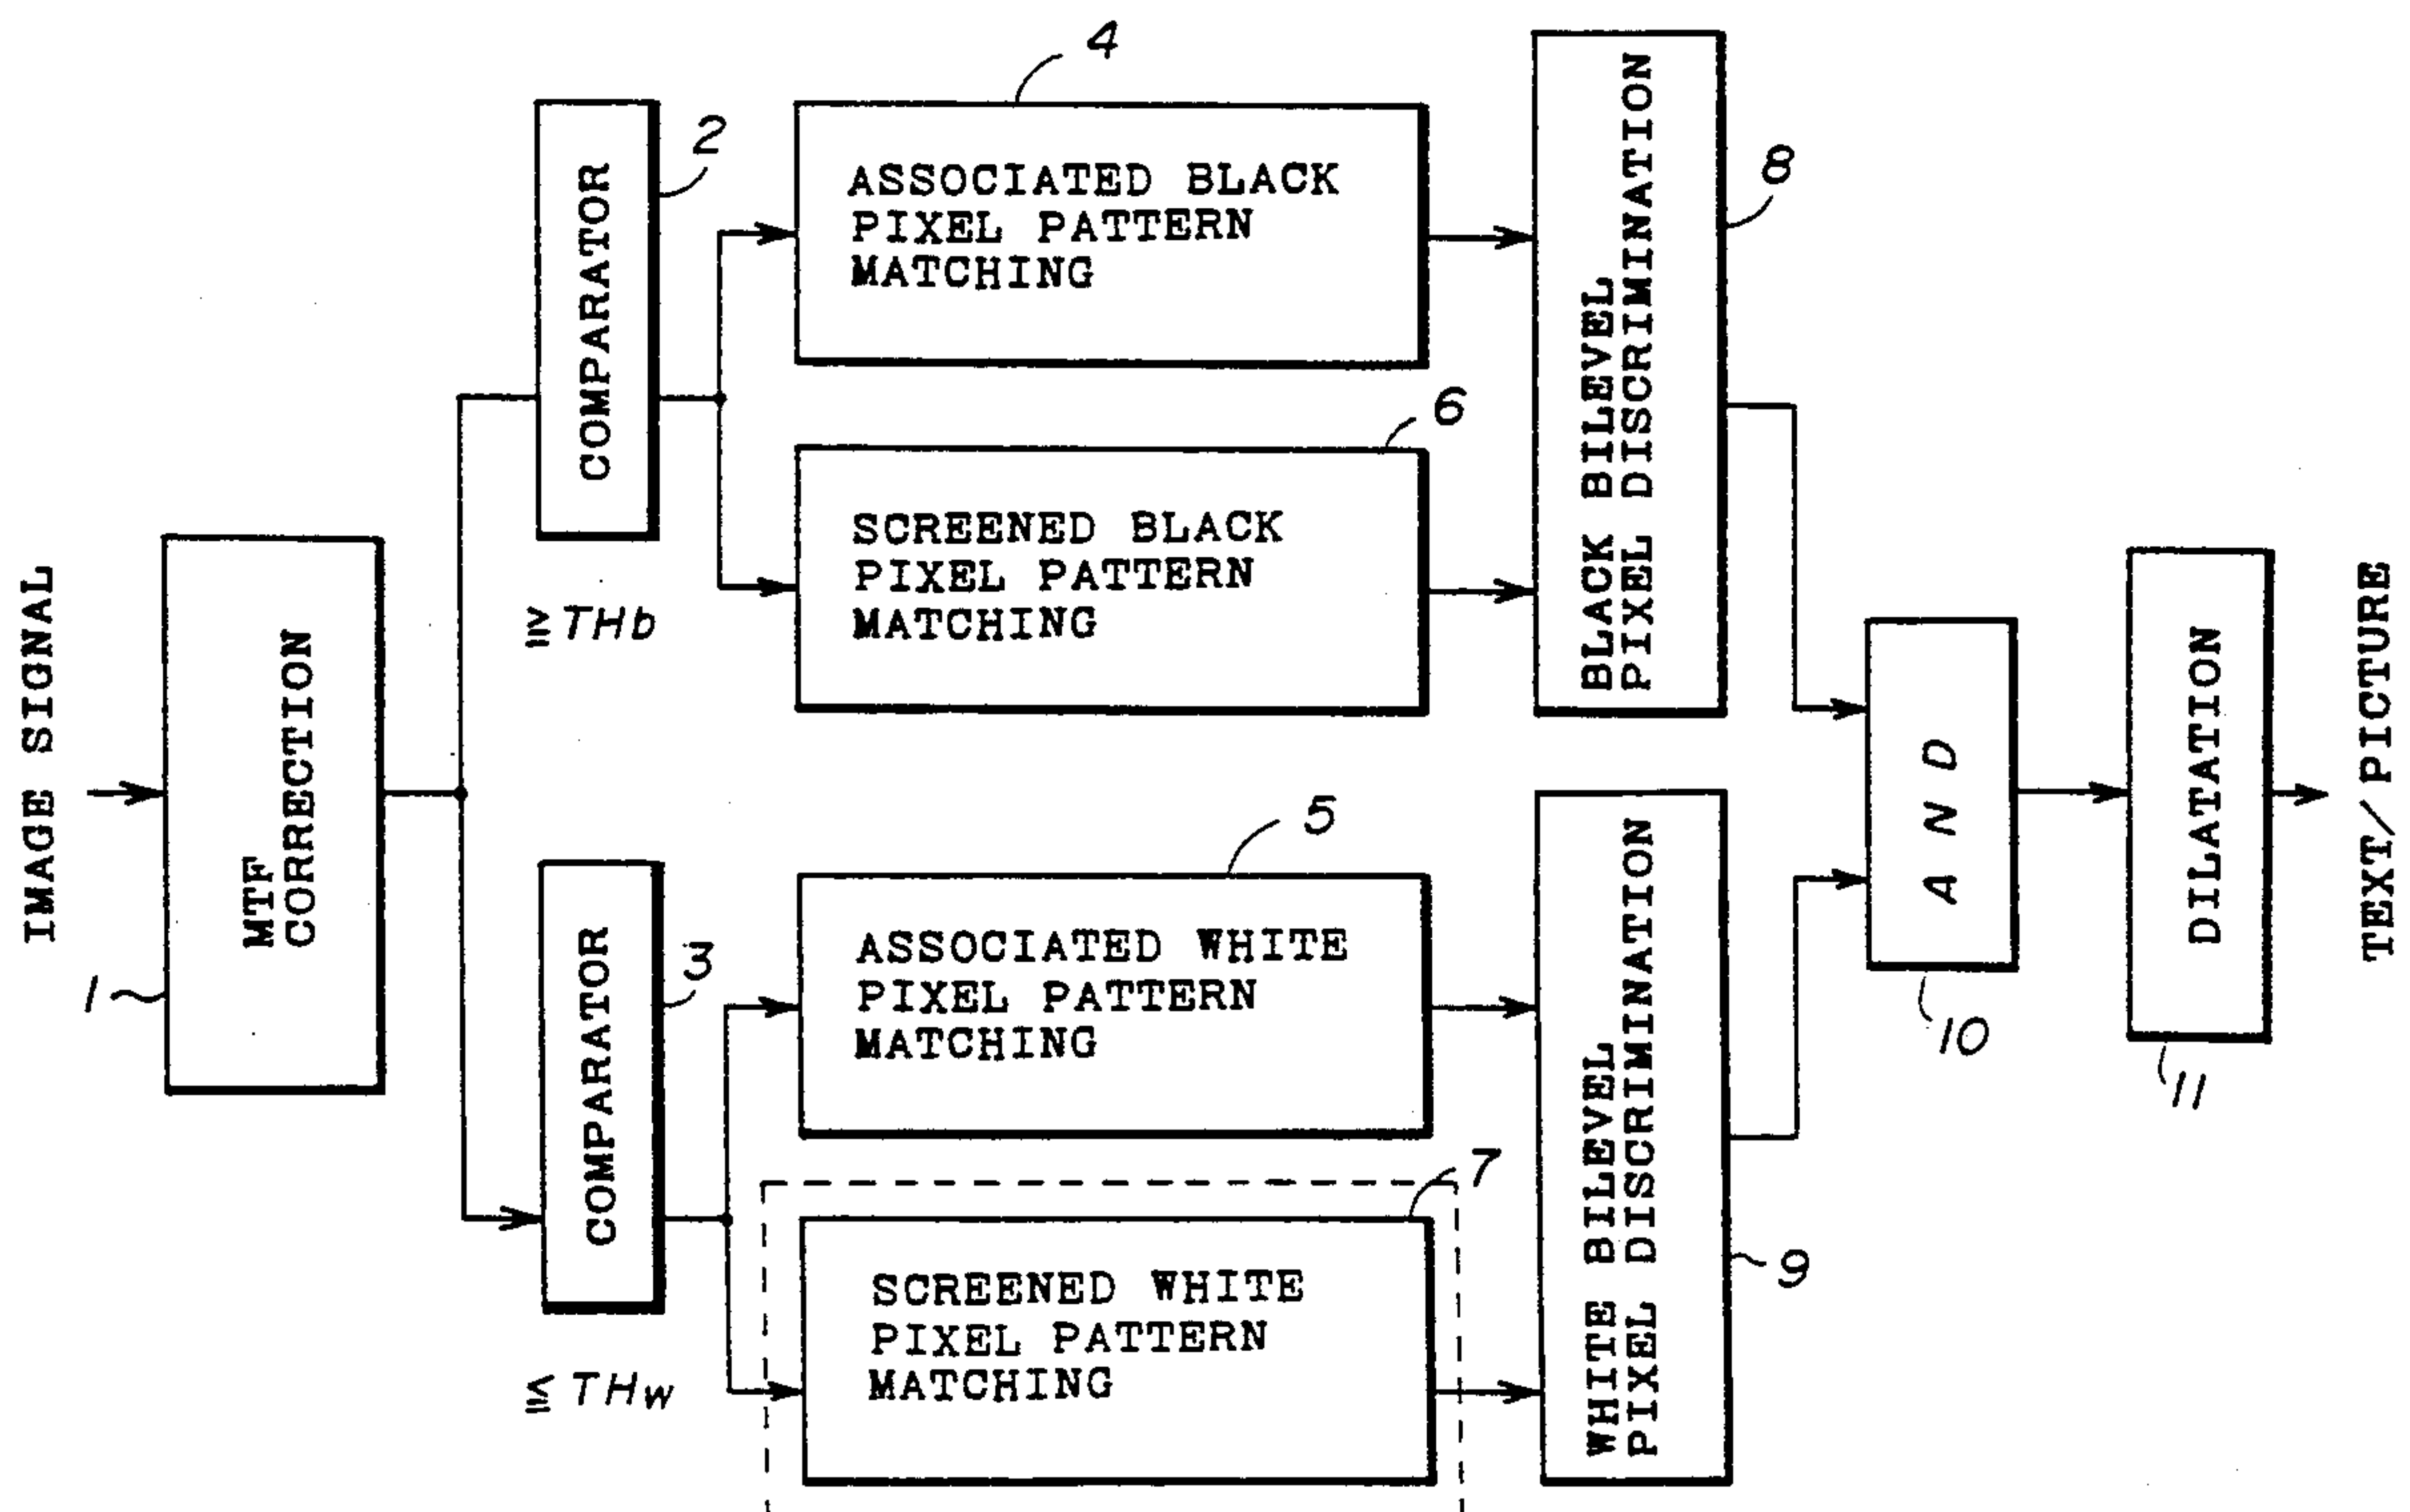 IMAGE SIGNAL
1
MTF
CORRECTION
COMPARATOR
2
≧ THb
COMPARATOR
3
≦ THw
4
ASSOCIATED BLACK
PIXEL PATTERN
MATCHING
6
SCREENED BLACK
PIXEL PATTERN
MATCHING
5
ASSOCIATED WHITE
PIXEL PATTERN
MATCHING
7
SCREENED WHITE
PIXEL PATTERN
MATCHING
BLACK BILEVEL
PIXEL DISCRIMINATION
8
WHITE BILEVEL
PIXEL DISCRIMINATION
9
AND
10
DILATATION
11
TEXT/PICTURE